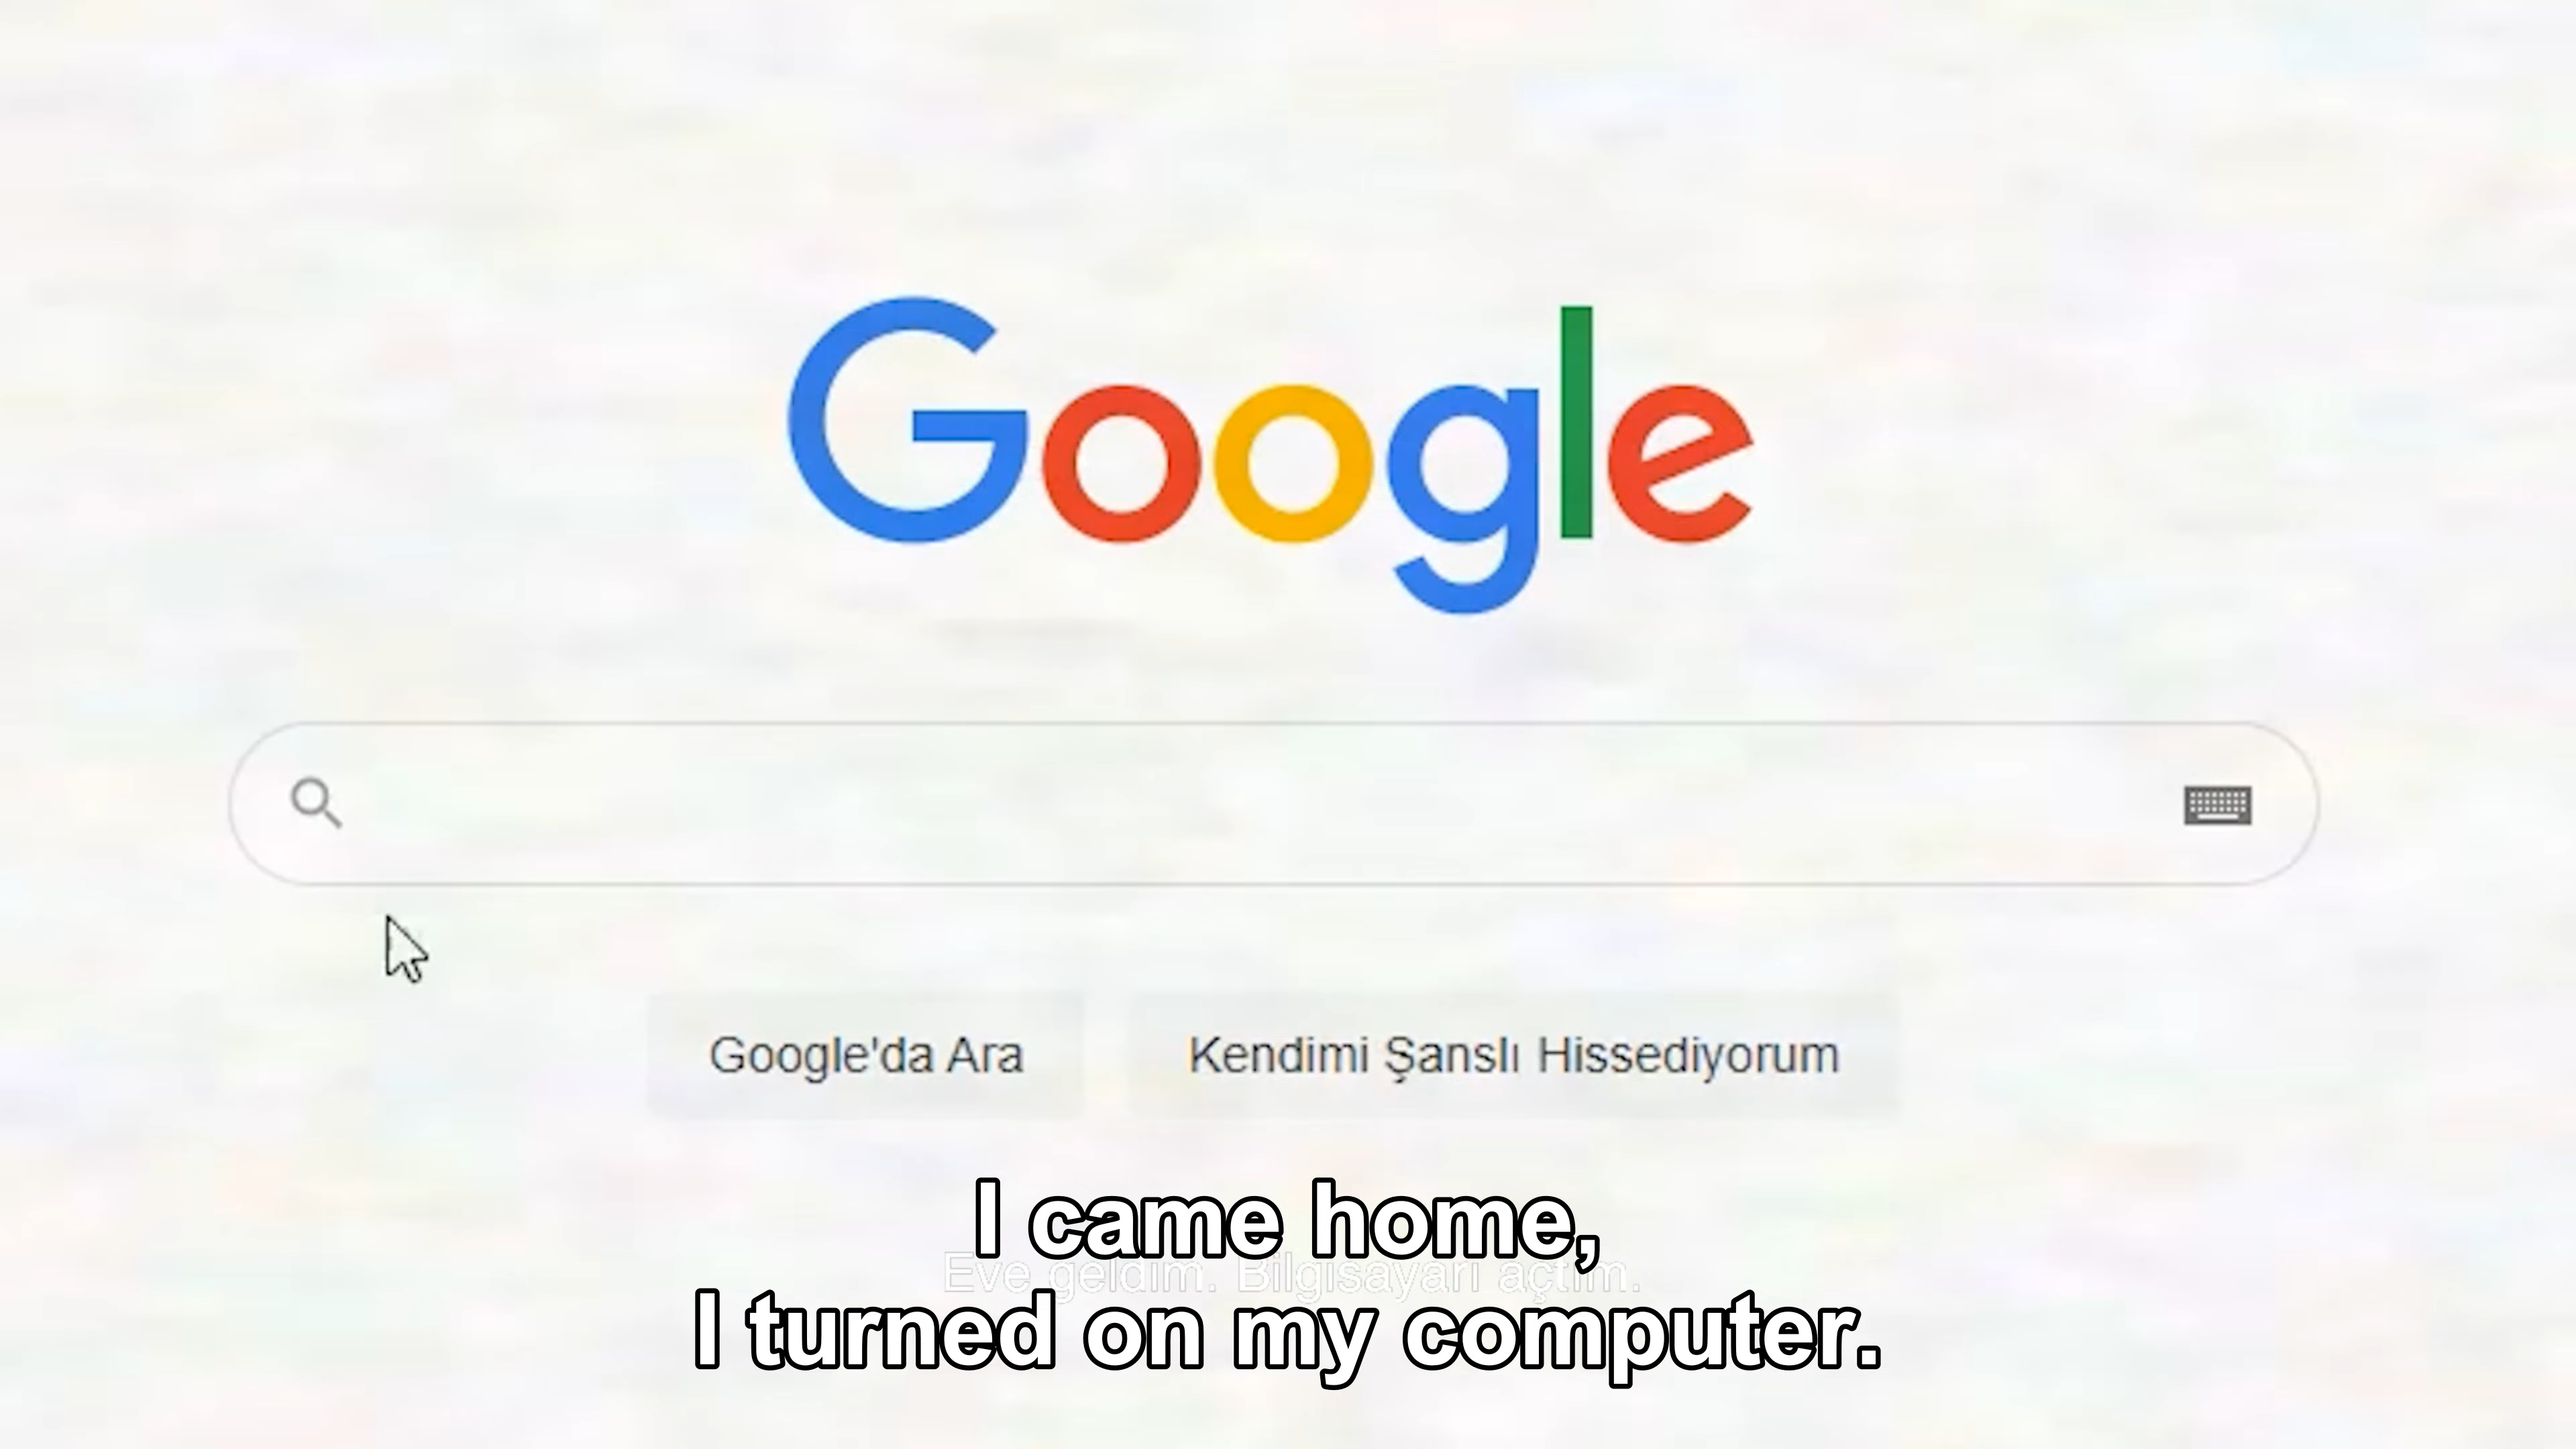 Google
Google'da Ara
Kendimi Şanslı Hissediyorum
I came home,
Eve geldim. Bilgisayarı açtım.
I turned on my computer.